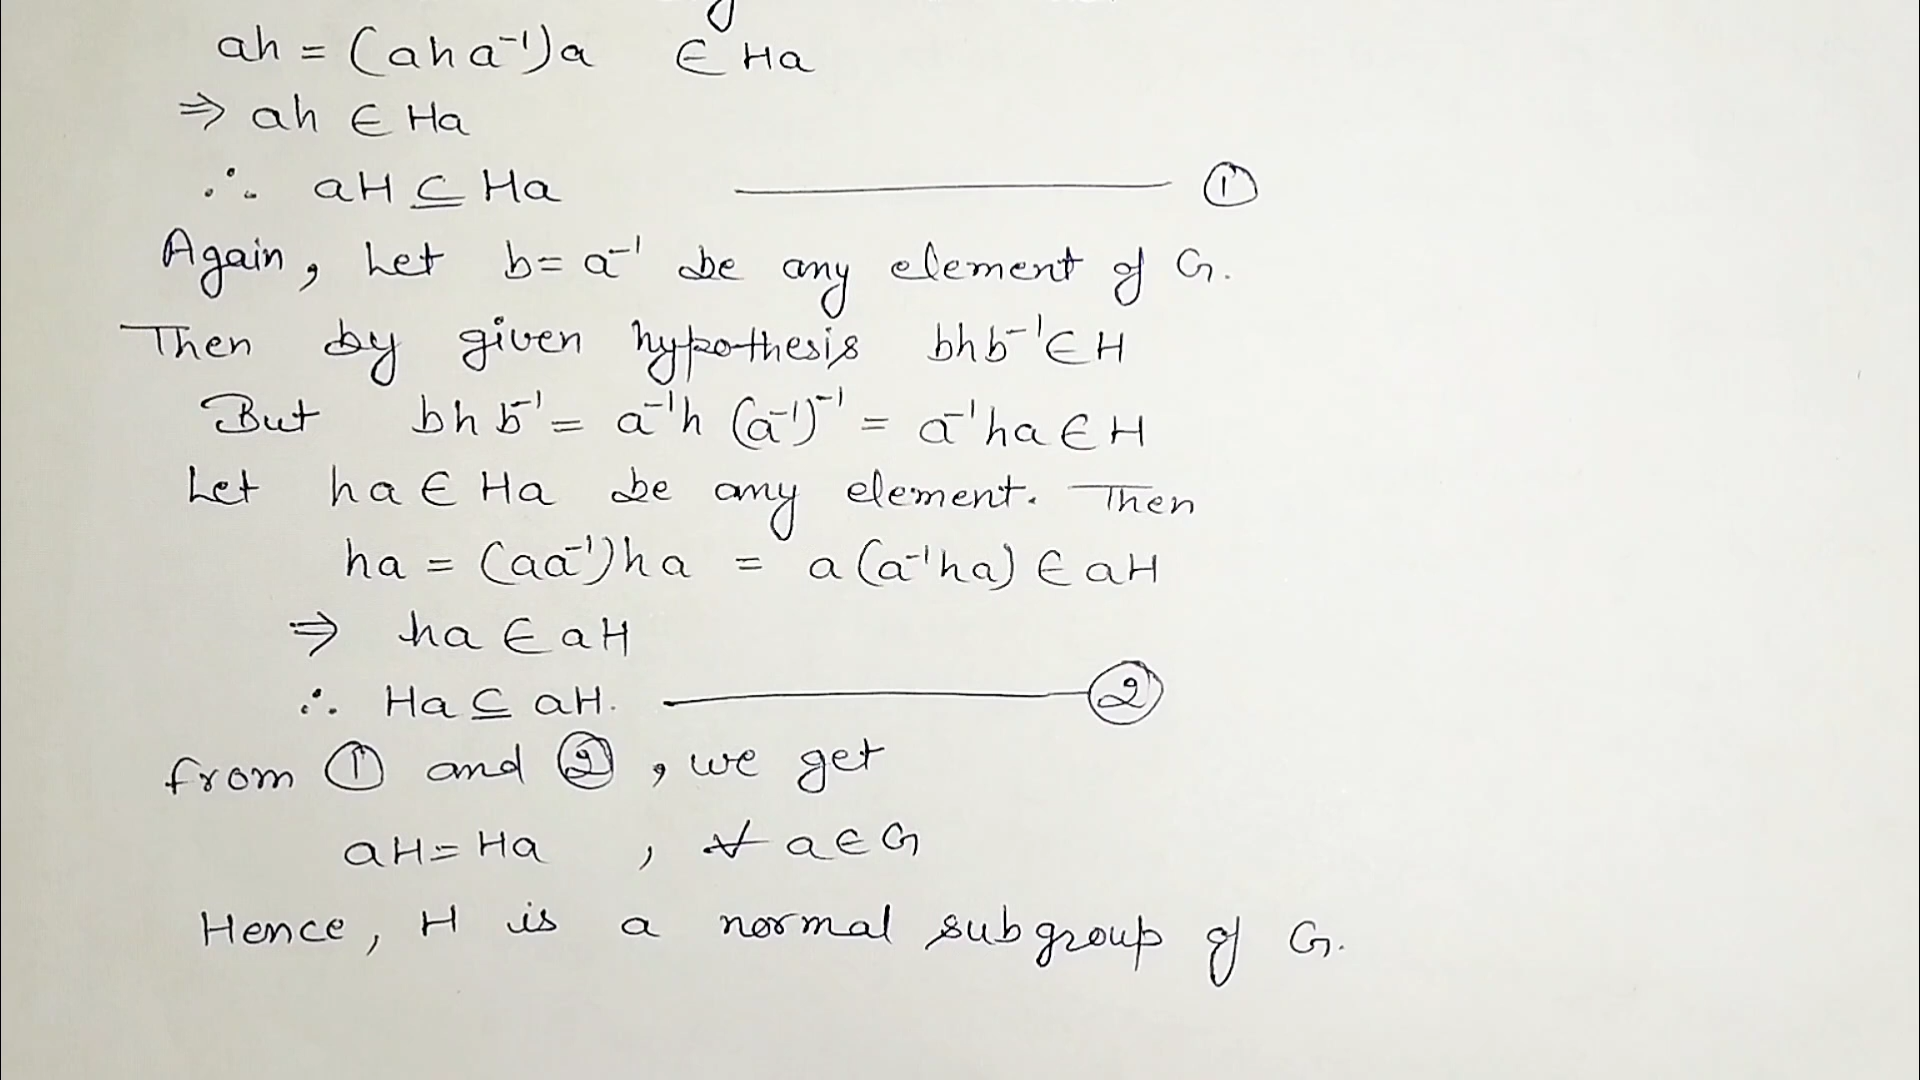 ah = (aha⁻¹)a ∈ Ha
⇒ ah ∈ Ha
∴ aH ⊆ Ha ——— ①
Again, Let b = a⁻¹ be any element of G.
Then by given hypothesis bhb⁻¹ ∈ H
But bhb⁻¹ = a⁻¹h (a⁻¹)⁻¹ = a⁻¹ha ∈ H
Let ha ∈ Ha be any element. Then
ha = (aa⁻¹)ha = a(a⁻¹ha) ∈ aH
⇒ ha ∈ aH
∴ Ha ⊆ aH. ——— ②
from ① and ②, we get
aH = Ha , ∀ a ∈ G
Hence, H is a normal subgroup of G.